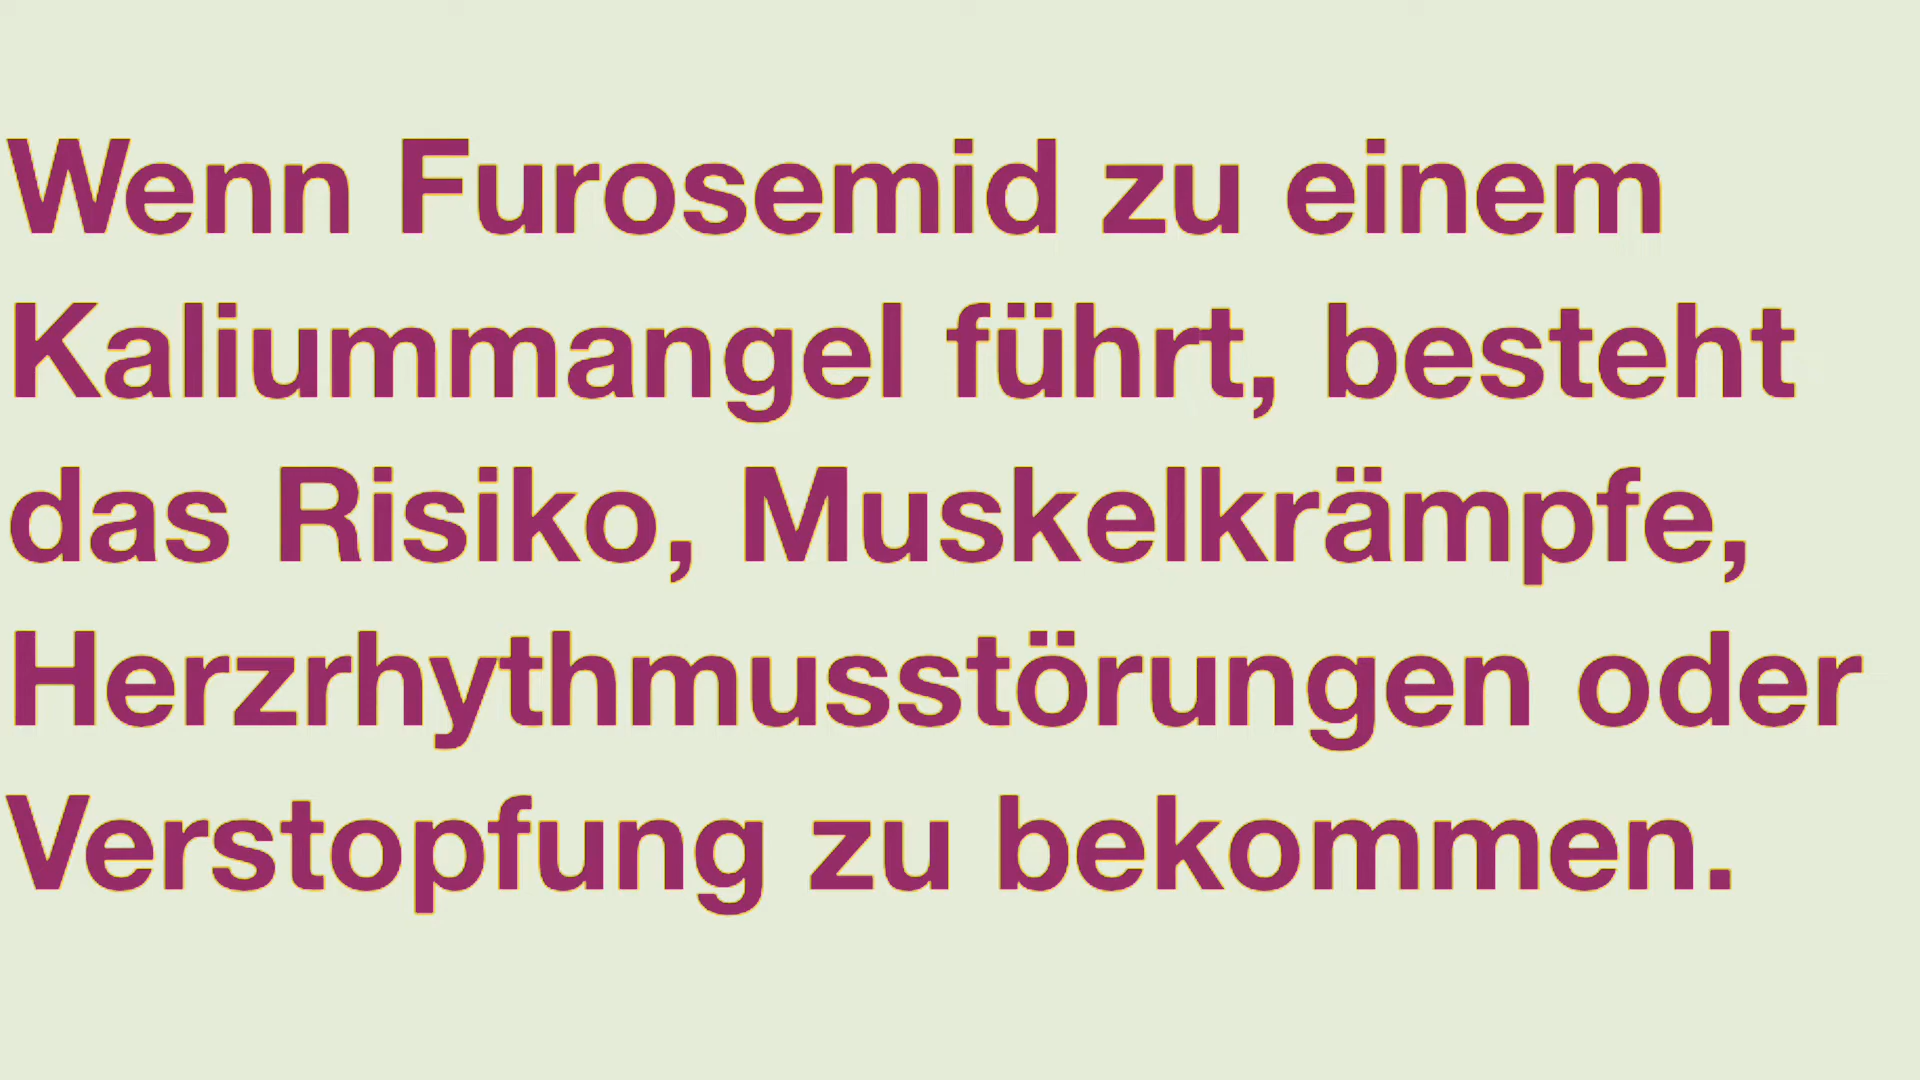 Wenn Furosemid zu einem
Kaliummangel führt, besteht
das Risiko, Muskelkrämpfe,
Herzrhythmusstörungen oder
Verstopfung zu bekommen.